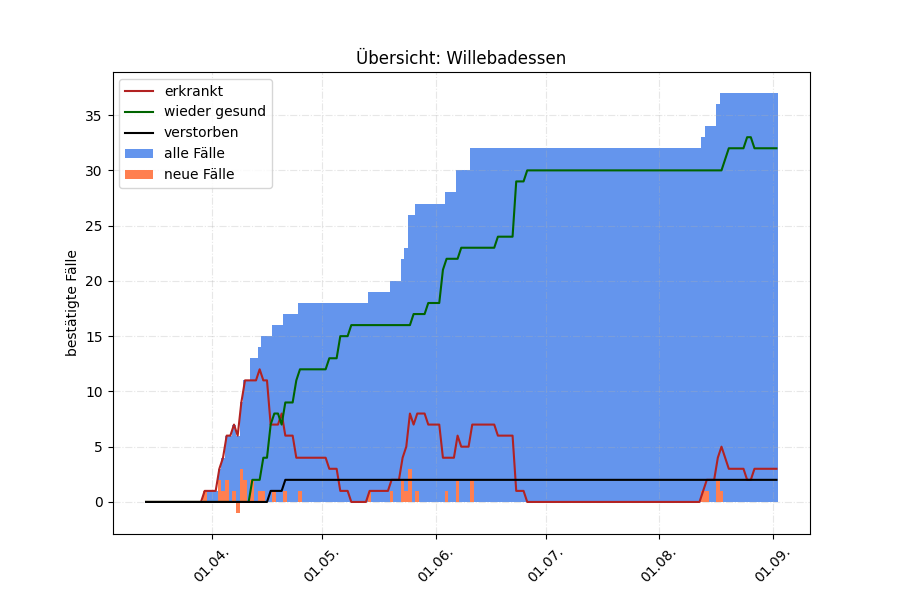 Übersicht: Willebadessen
erkrankt
wieder gesund
verstorben
alle Fälle
neue Fälle
bestätigte Fälle
35
30
25
20
15
10
5
0
01.04.
01.05.
01.06.
01.07.
01.08.
01.09.